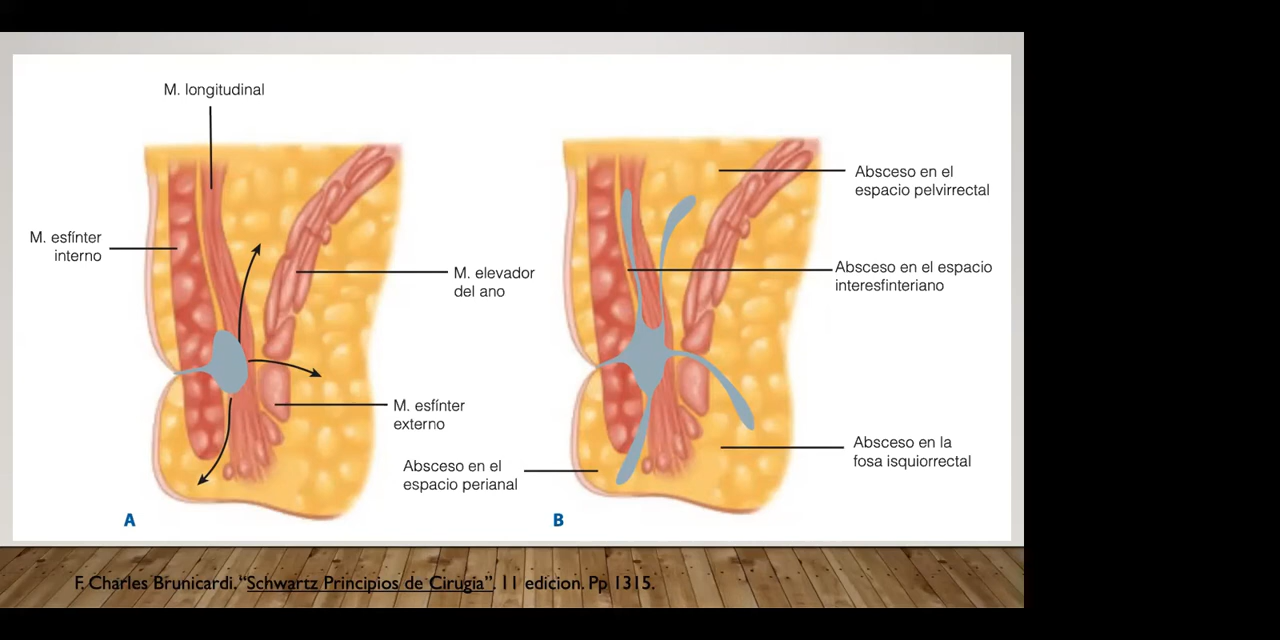 M. longitudinal
M. esfínter
interno
M. elevador
del ano
M. esfínter
externo
A
Absceso en el
espacio pelvirrectal
Absceso en el espacio
interesfinteriano
Absceso en la
fosa isquiorrectal
Absceso en el
espacio perianal
B
F. Charles Brunicardi. “Schwartz Principios de Cirugia”. 11 edicion. Pp 1315.